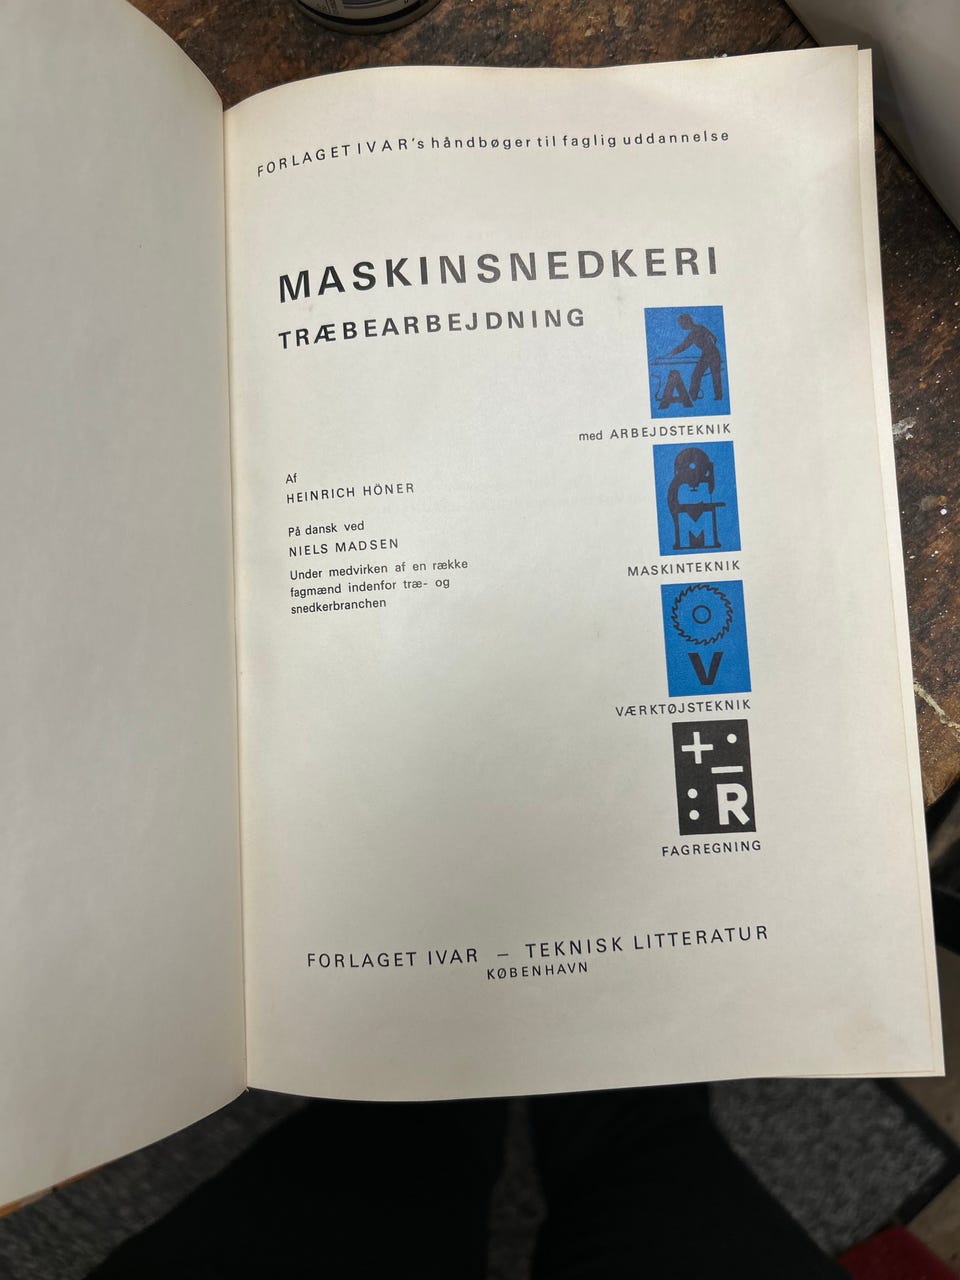 FORLAGET IVAR's håndbøger til faglig uddannelse
MASKINSNEDKERI
TRÆBEARBEJDNING
A
med ARBEJDSTEKNIK
Af
HEINRICH HÖNER
På dansk ved
NIELS MADSEN
Under medvirken af en række
fagmænd indenfor træ- og
snedkerbranchen
M
MASKINTEKNIK
V
VÆRKTØJSTEKNIK
+ · – : R
FAGREGNING
FORLAGET IVAR – TEKNISK LITTERATUR
KØBENHAVN